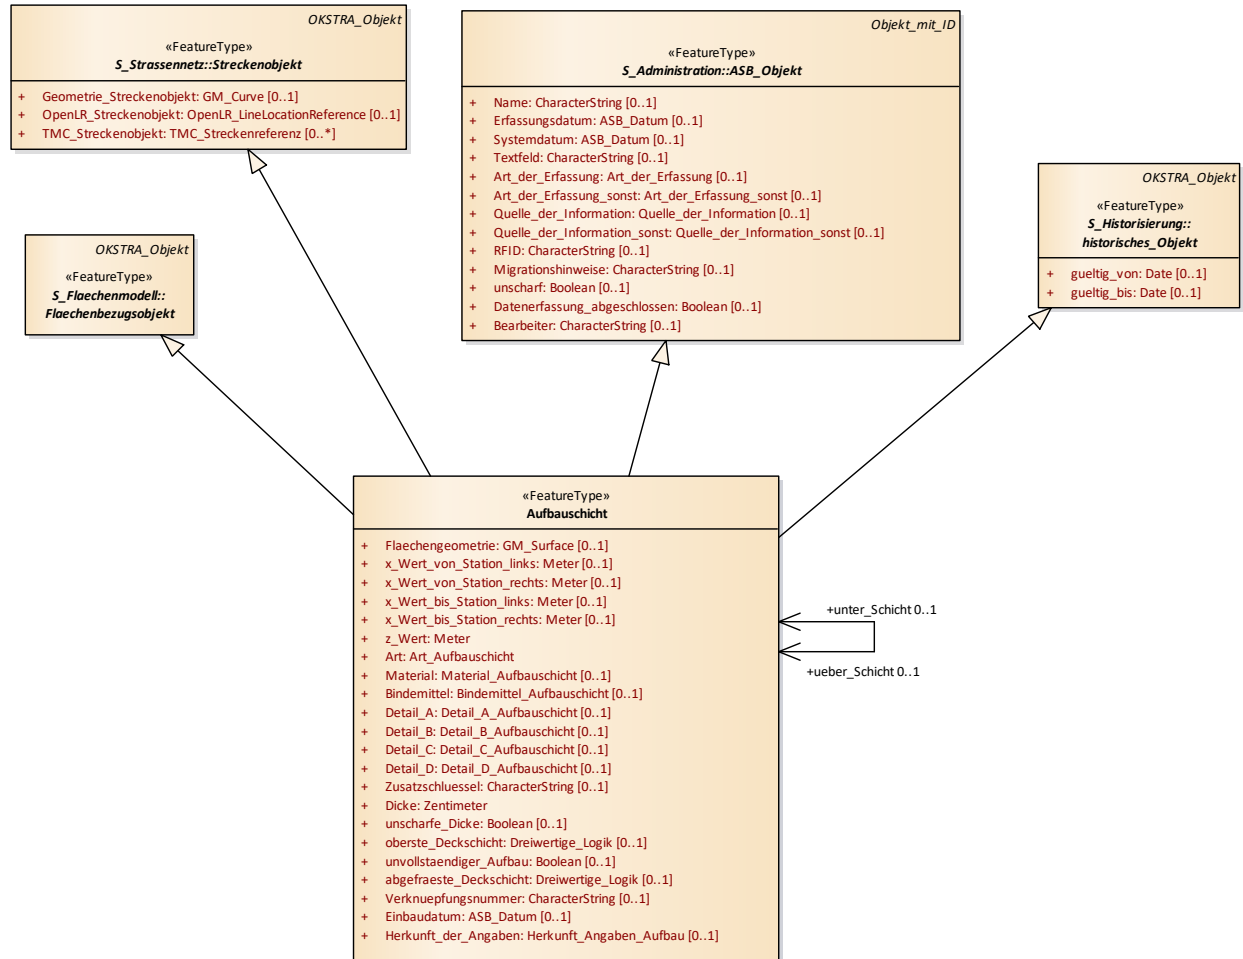 OKSTRA_Objekt
«FeatureType»
S_Strassennetz::Streckenobjekt
+ Geometrie_Streckenobjekt: GM_Curve [0..1]
+ OpenLR_Streckenobjekt: OpenLR_LineLocationReference [0..1]
+ TMC_Streckenobjekt: TMC_Streckenreferenz [0..*]
Objekt_mit_ID
«FeatureType»
S_Administration::ASB_Objekt
+ Name: CharacterString [0..1]
+ Erfassungsdatum: ASB_Datum [0..1]
+ Systemdatum: ASB_Datum [0..1]
+ Textfeld: CharacterString [0..1]
+ Art_der_Erfassung: Art_der_Erfassung [0..1]
+ Art_der_Erfassung_sonst: Art_der_Erfassung_sonst [0..1]
+ Quelle_der_Information: Quelle_der_Information [0..1]
+ Quelle_der_Information_sonst: Quelle_der_Information_sonst [0..1]
+ RFID: CharacterString [0..1]
+ Migrationshinweise: CharacterString [0..1]
+ unscharf: Boolean [0..1]
+ Datenerfassung_abgeschlossen: Boolean [0..1]
+ Bearbeiter: CharacterString [0..1]
OKSTRA_Objekt
«FeatureType»
S_Historisierung::
historisches_Objekt
+ gueltig_von: Date [0..1]
+ gueltig_bis: Date [0..1]
OKSTRA_Objekt
«FeatureType»
S_Flaechenmodell::
Flaechenbezugsobjekt
«FeatureType»
Aufbauschicht
+ Flaechengeometrie: GM_Surface [0..1]
+ x_Wert_von_Station_links: Meter [0..1]
+ x_Wert_von_Station_rechts: Meter [0..1]
+ x_Wert_bis_Station_links: Meter [0..1]
+ x_Wert_bis_Station_rechts: Meter [0..1]
+ z_Wert: Meter
+ Art: Art_Aufbauschicht
+ Material: Material_Aufbauschicht [0..1]
+ Bindemittel: Bindemittel_Aufbauschicht [0..1]
+ Detail_A: Detail_A_Aufbauschicht [0..1]
+ Detail_B: Detail_B_Aufbauschicht [0..1]
+ Detail_C: Detail_C_Aufbauschicht [0..1]
+ Detail_D: Detail_D_Aufbauschicht [0..1]
+ Zusatzschluessel: CharacterString [0..1]
+ Dicke: Zentimeter
+ unscharfe_Dicke: Boolean [0..1]
+ oberste_Deckschicht: Dreiwertige_Logik [0..1]
+ unvollstaendiger_Aufbau: Boolean [0..1]
+ abgefraeste_Deckschicht: Dreiwertige_Logik [0..1]
+ Verknuepfungsnummer: CharacterString [0..1]
+ Einbaudatum: ASB_Datum [0..1]
+ Herkunft_der_Angaben: Herkunft_Angaben_Aufbau [0..1]
+unter_Schicht 0..1
+ueber_Schicht 0..1